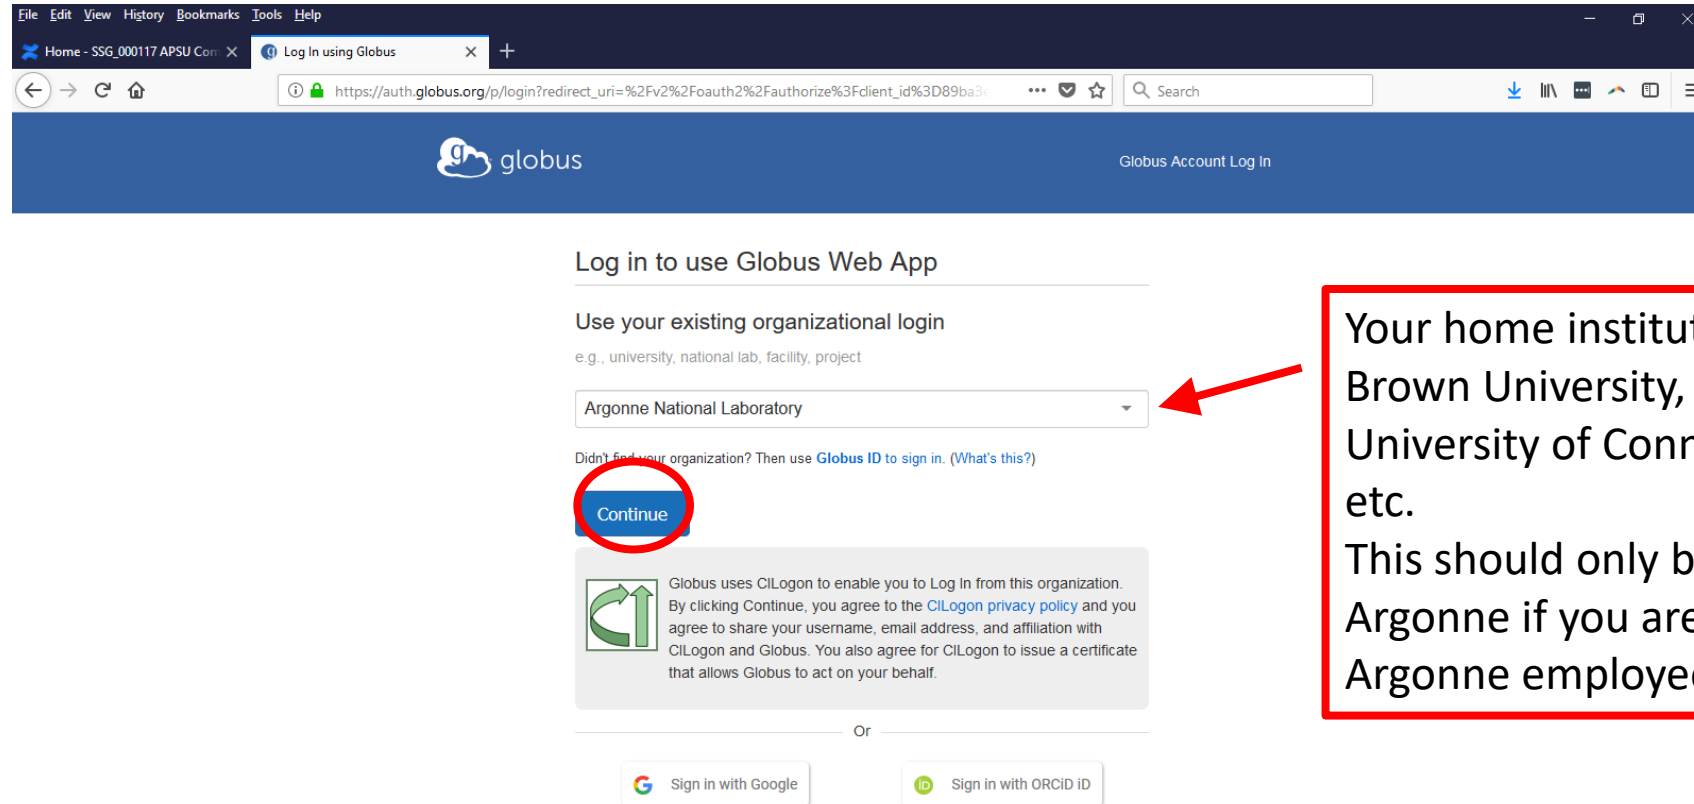 File Edit View History Bookmarks Tools Help
Home - SSG_000117 APSU Com
Log In using Globus
https://auth.globus.org/p/login?redirect_uri=%2Fv2%2Foauth2%2Fauthorize%3Fclient_id%3D89ba3e
Search
globus
Globus Account Log In
Log in to use Globus Web App
Use your existing organizational login
e.g., university, national lab, facility, project
Argonne National Laboratory
Didn't find your organization? Then use Globus ID to sign in. (What's this?)
Continue
Globus uses CILogon to enable you to Log In from this organization.
By clicking Continue, you agree to the CILogon privacy policy and you
agree to share your username, email address, and affiliation with
CILogon and Globus. You also agree for CILogon to issue a certificate
that allows Globus to act on your behalf.
Or
Sign in with Google
Sign in with ORCiD iD
Your home institut
Brown University,
University of Conn
etc.
This should only b
Argonne if you are
Argonne employee